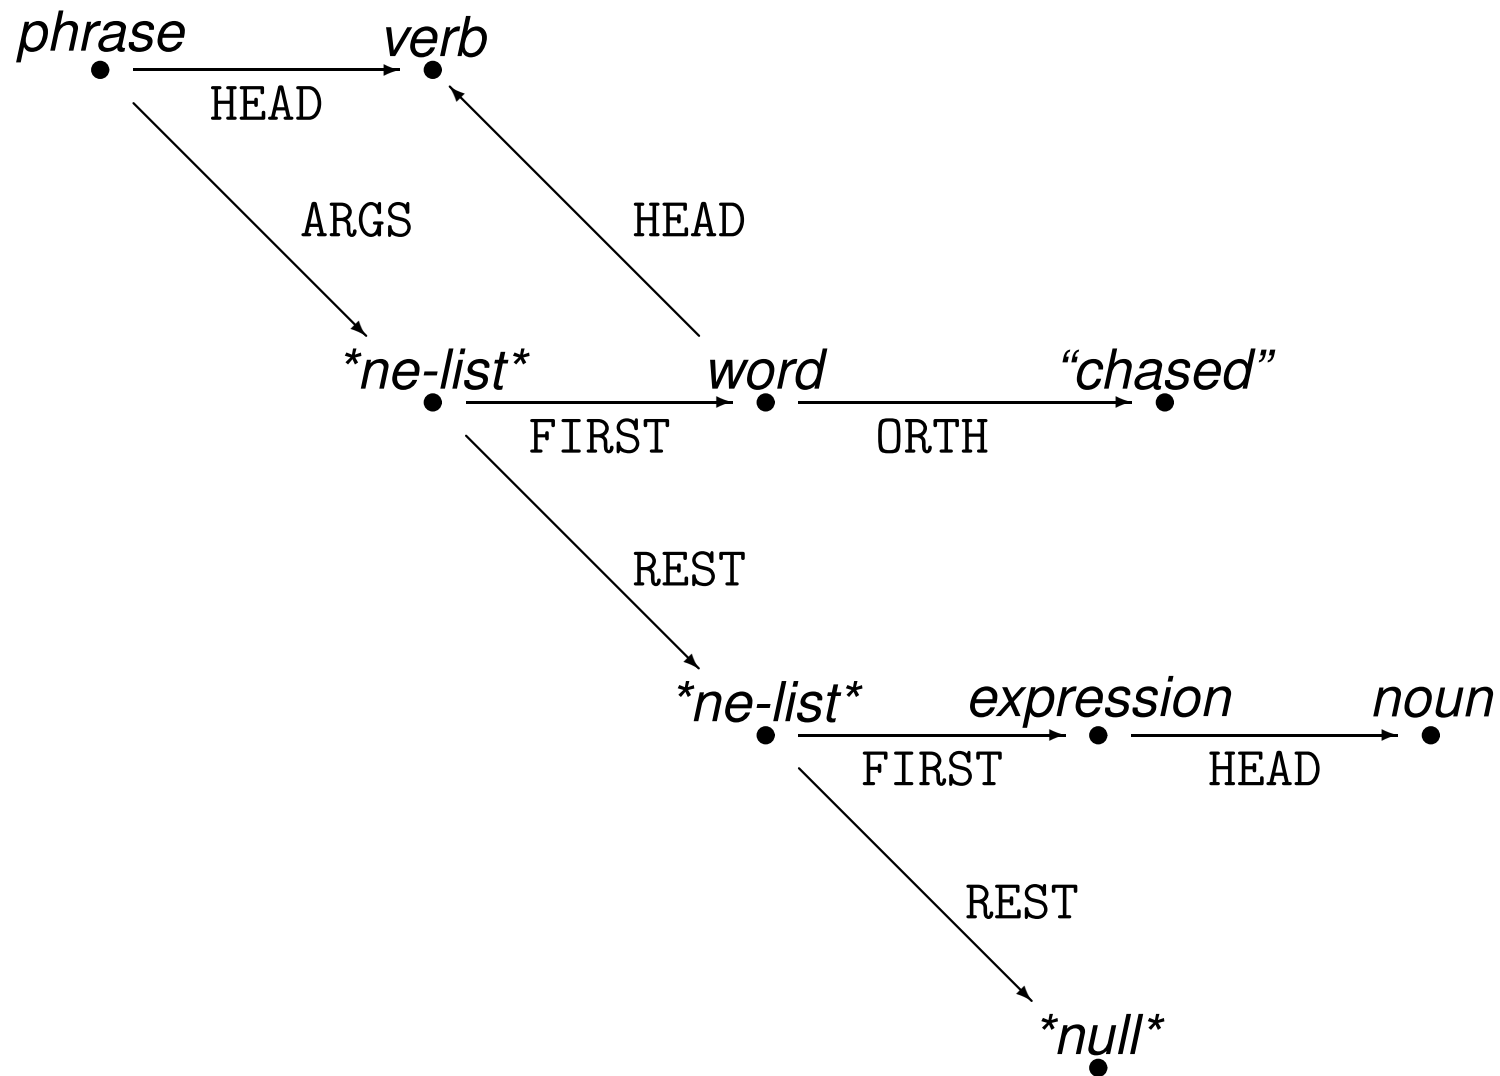 phrase verb
HEAD
ARGS HEAD
*ne-list* word “chased”
FIRST ORTH
REST
*ne-list* expression noun
FIRST HEAD
REST
*null*